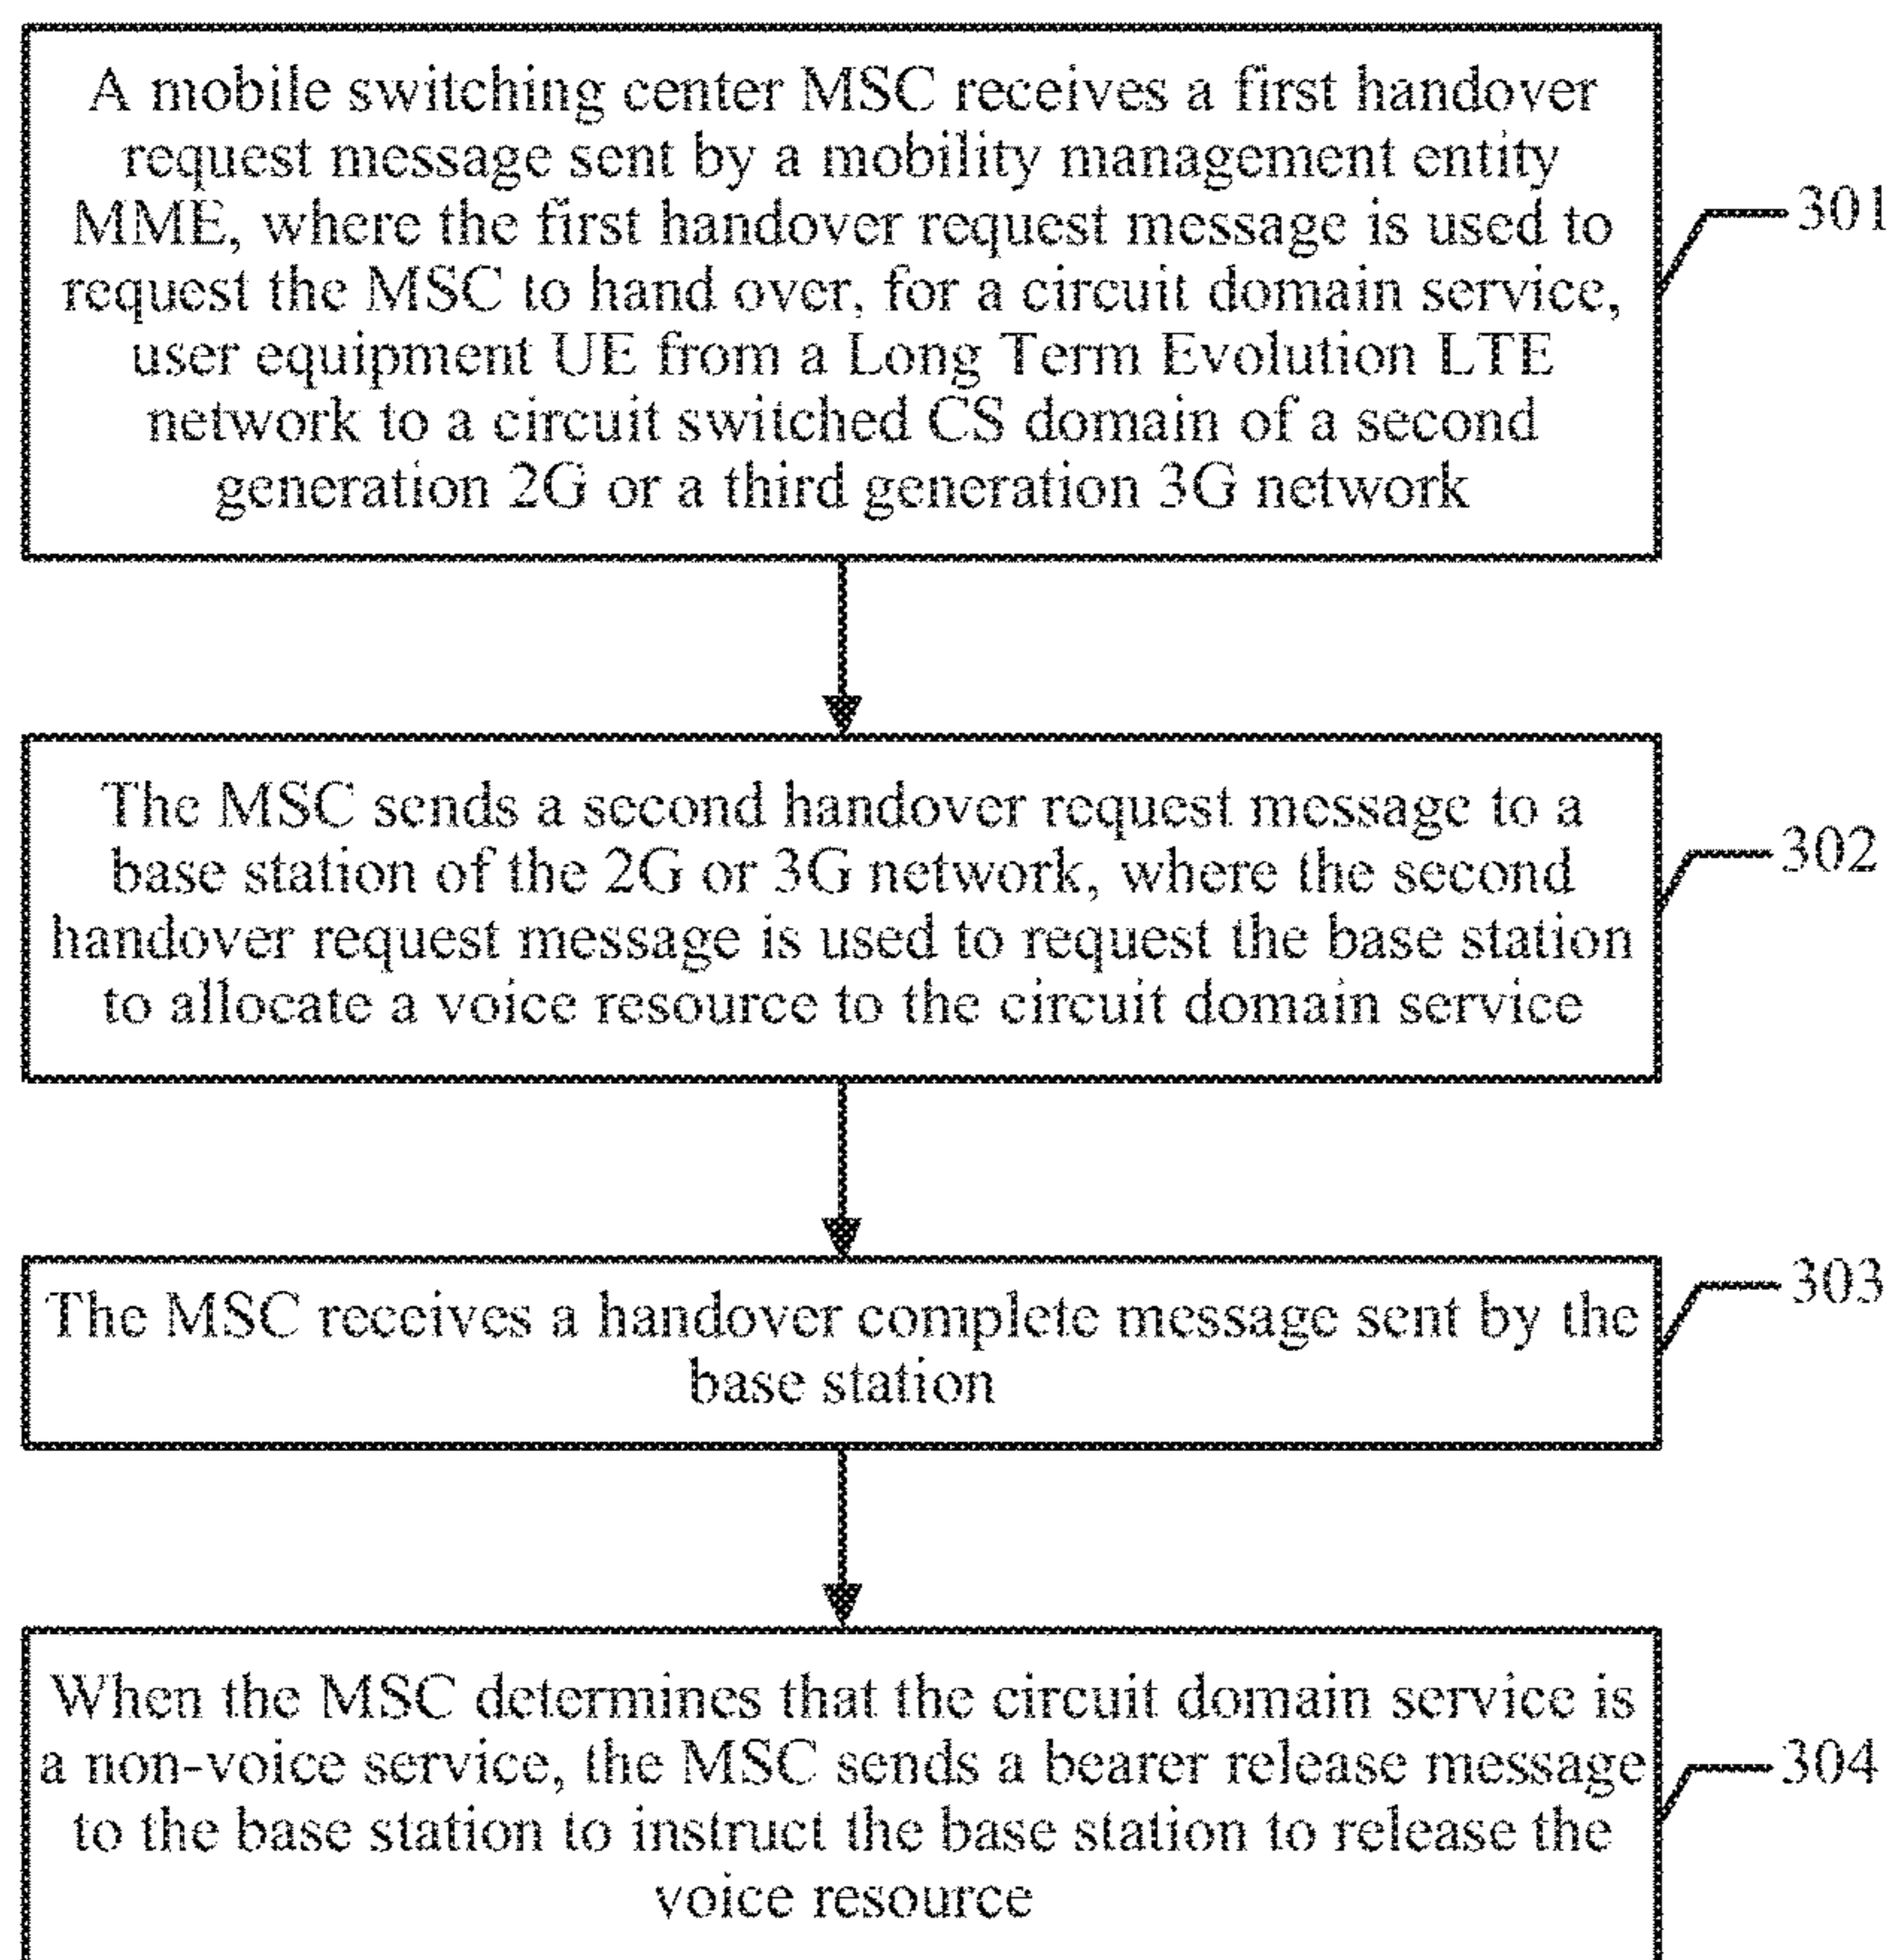 A mobile switching center MSC receives a first handover
request message sent by a mobility management entity
MME, where the first handover request message is used to
request the MSC to hand over, for a circuit domain service,
user equipment UE from a Long Term Evolution LTE
network to a circuit switched CS domain of a second
generation 2G or a third generation 3G network
301
The MSC sends a second handover request message to a
base station of the 2G or 3G network, where the second
handover request message is used to request the base station
to allocate a voice resource to the circuit domain service
302
The MSC receives a handover complete message sent by the
base station
303
When the MSC determines that the circuit domain service is
a non-voice service, the MSC sends a bearer release message
to the base station to instruct the base station to release the
voice resource
304